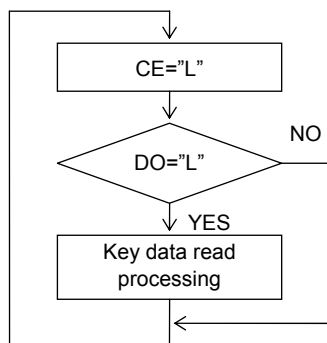 CE=”L”
DO=”L”
NO
YES
Key data read
processing